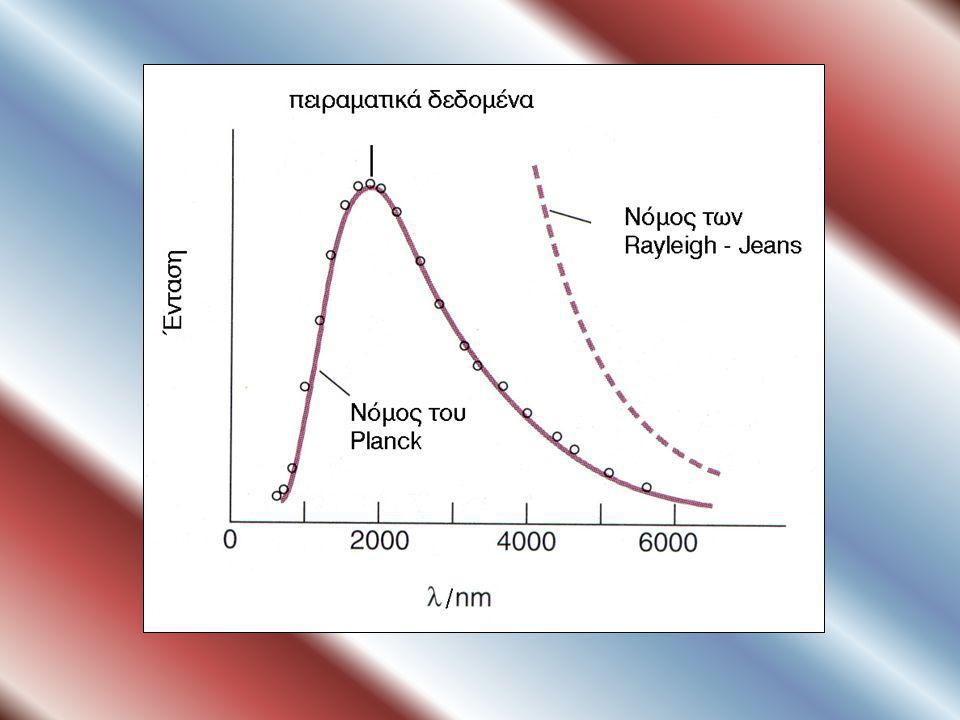 πειραματικά δεδομένα
Νόμος των
Rayleigh - Jeans
Ένταση
Νόμος του
Planck
0 2000 4000 6000
λ/nm